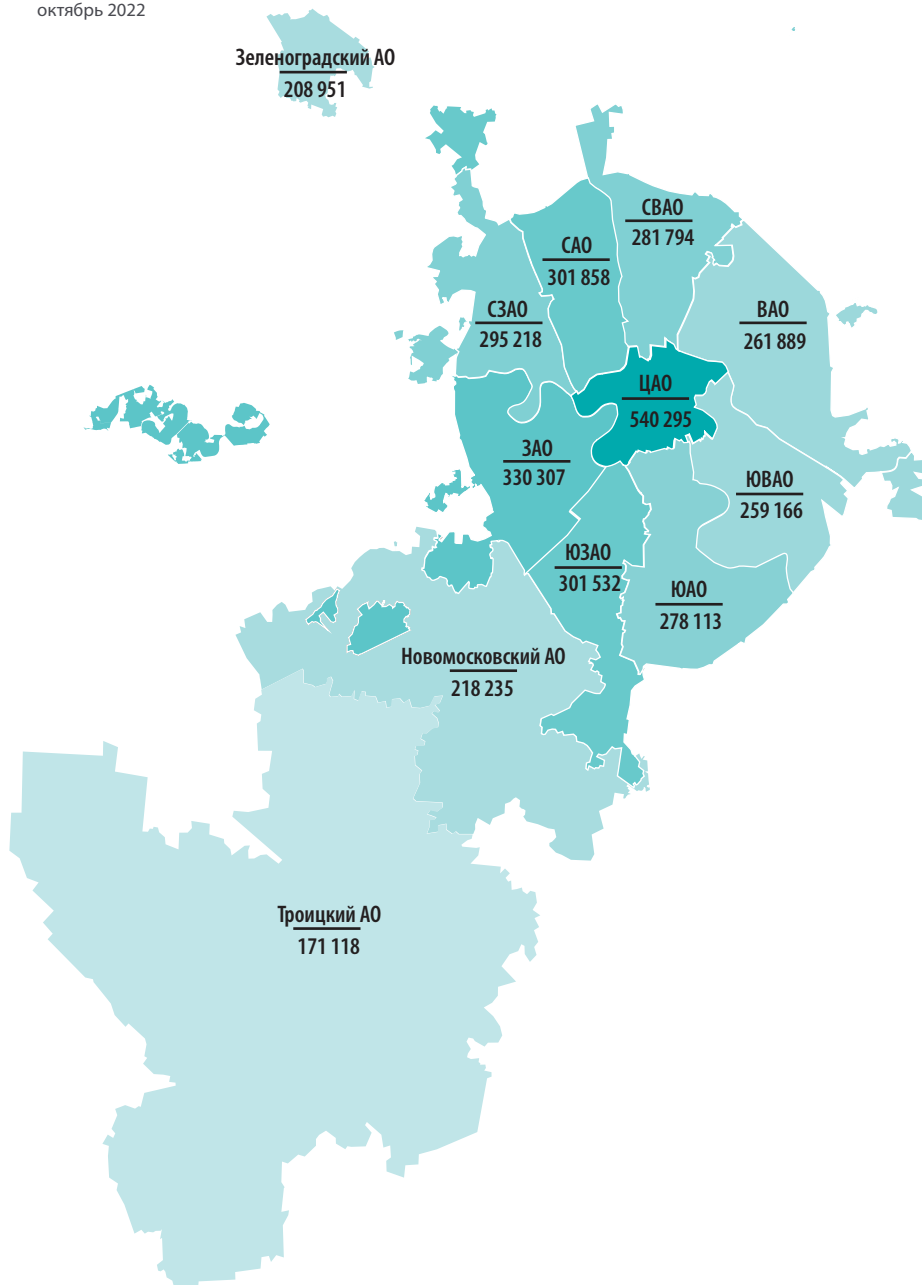 октябрь 2022
Зеленоградский АО
208 951
СВАО
281 794
САО
301 858
СЗАО
295 218
ВАО
261 889
ЦАО
540 295
ЗАО
330 307
ЮВАО
259 166
ЮЗАО
301 532
ЮАО
278 113
Новомосковский АО
218 235
Троицкий АО
171 118